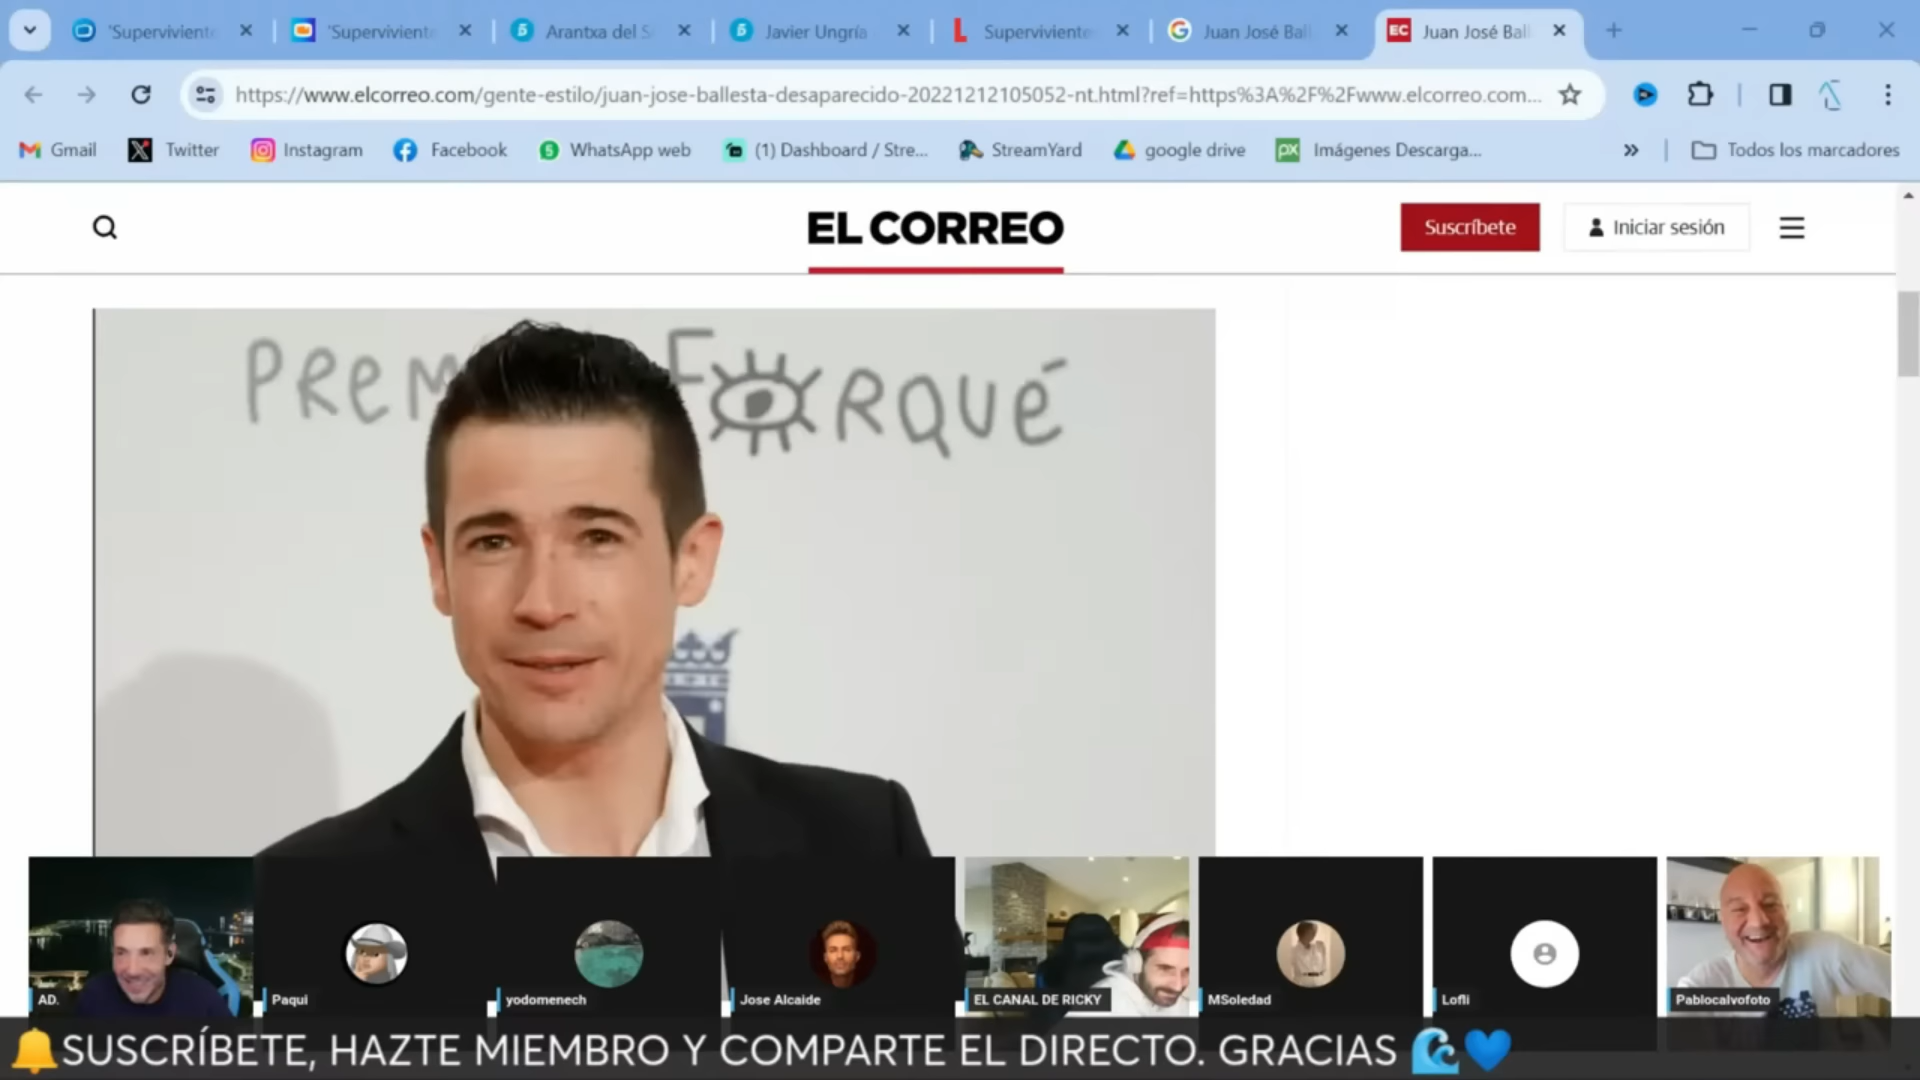 'Supervivient
'Supervivient
Arantxa del S
Javier Ungría
Superviviente
Juan José Bal
Juan José Ball
https://www.elcorreo.com/gente-estilo/juan-jose-ballesta-desaparecido-20221212105052-nt.html?ref=https%3A%2F%2Fwww.elcorreo.com...
Gmail
Twitter
Instagram
Facebook
WhatsApp web
(1) Dashboard / Stre...
StreamYard
google drive
Imágenes Descarga...
Todos los marcadores
EL CORREO
Suscríbete
Iniciar sesión
PREM
FORQUÉ
AD.
Paqui
yodomenech
Jose Alcaide
EL CANAL DE RICKY
MSoledad
Lofli
Pablocalvofoto
🔔SUSCRÍBETE, HAZTE MIEMBRO Y COMPARTE EL DIRECTO. GRACIAS 🌊💙